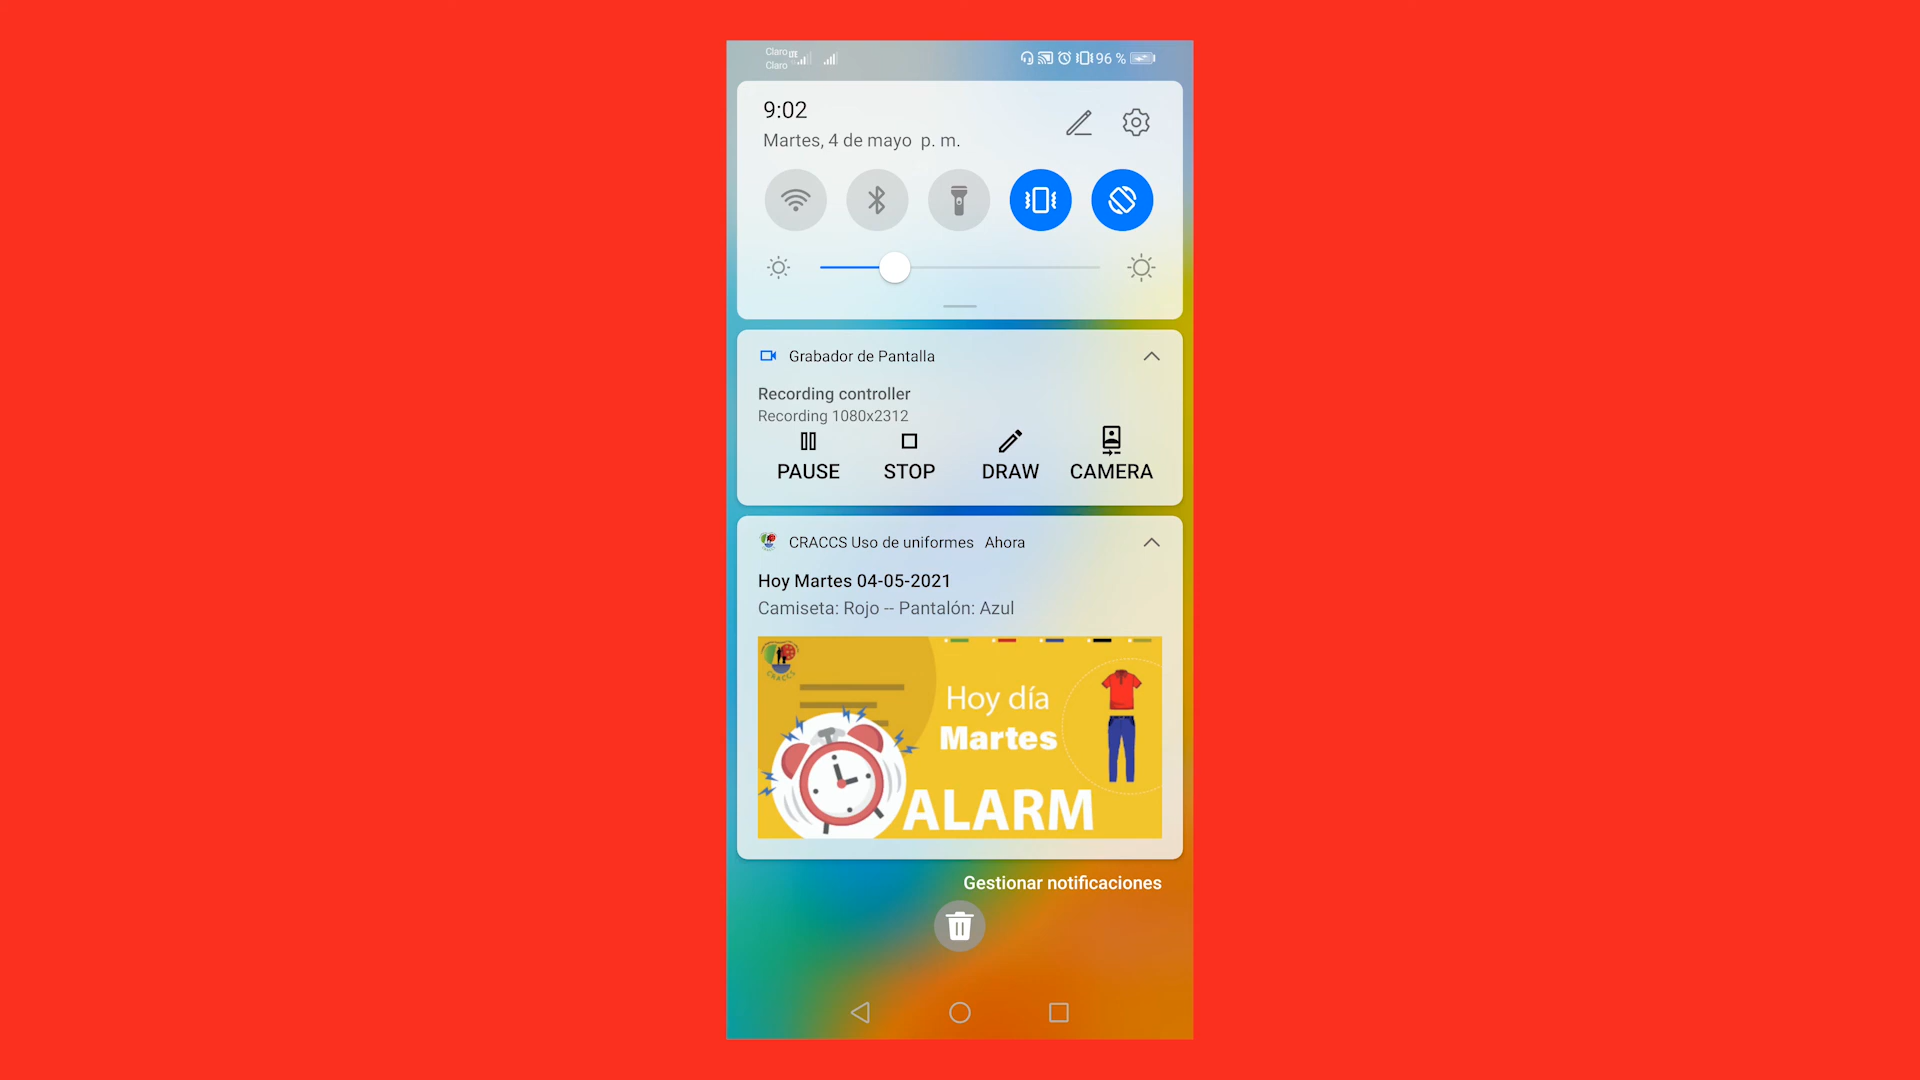 Claro LTE
Claro
96 %
9:02
Martes, 4 de mayo p. m.
Grabador de Pantalla
Recording controller
Recording 1080x2312
PAUSE STOP DRAW CAMERA
CRACCS Uso de uniformes Ahora
Hoy Martes 04-05-2021
Camiseta: Rojo -- Pantalón: Azul
CRACCS
Hoy día
Martes
ALARM
Gestionar notificaciones